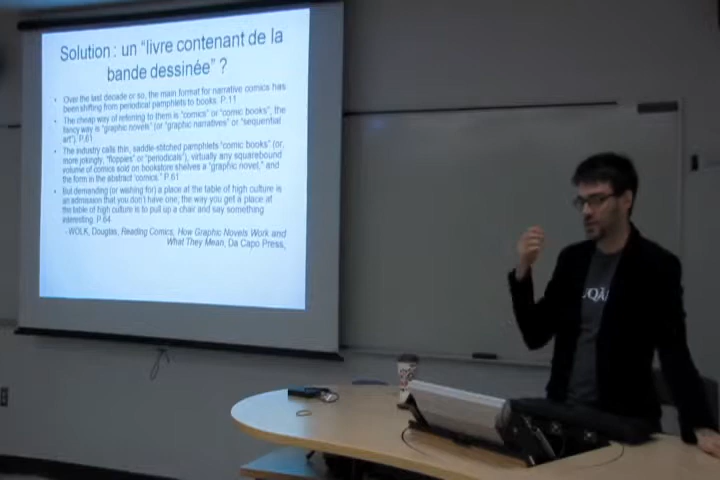 Solution : un "livre contenant de la
bande dessinée" ?
• Over the last decade or so, the main format for narrative comics has
been shifting from periodical pamphlets to books. P.11
• The cheap way of referring to them is "comics" or "comic books", the
fancy way is "graphic novels" (or "graphic narratives" or "sequential
art"). P.61
• The industry calls thin, saddle-stitched pamphlets "comic books" (or,
more jokingly, "floppies" or "periodicals"), virtually any squarebound
volume of comics sold on bookstore shelves a "graphic novel," and
the form in the abstract "comics." P.61
• But demanding (or wishing for) a place at the table of high culture is
an admission that you don't have one; the way you get a place at
the table of high culture is to pull up a chair and say something
interesting. P.64
- WOLK, Douglas, Reading Comics, How Graphic Novels Work and
What They Mean, Da Capo Press,